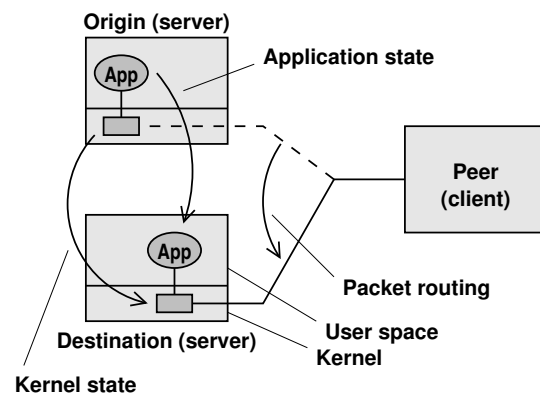 Origin (server)
App
Application state
Peer
(client)
App
Packet routing
User space
Destination (server)
Kernel
Kernel state